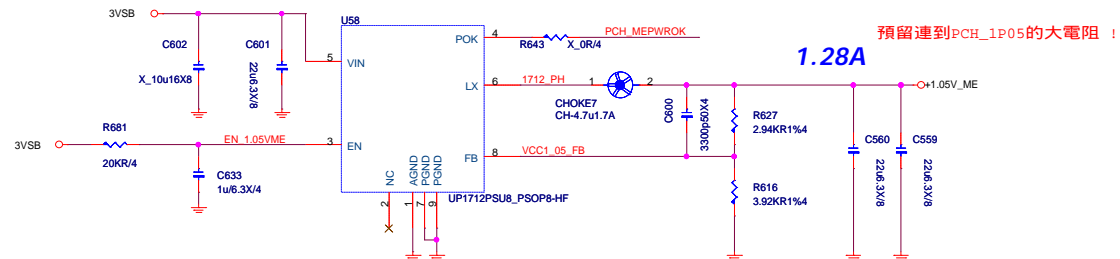 3VSB
U58
預留連到PCH_1P05的大電阻 !
C602
C601
4
POK
R643
X_0R/4
PCH_MEPWROK
1.28A
5
VIN
X_10u16X8
22u6.3X/8
LX
6
1712_PH
1
2
+1.05V_ME
CHOKE7
CH-4.7u1.7A
C600
3300p50X4
R627
2.94KR1%4
R681
3VSB
20KR/4
EN_1.05VME
3
EN
C560
C559
FB
8
VCC1_05_FB
22u6.3X/8
22u6.3X/8
C633
1u/6.3X/4
NC
AGND
PGND
PGND
R616
3.92KR1%4
UP1712PSU8_PSOP8-HF
2
1
7
9